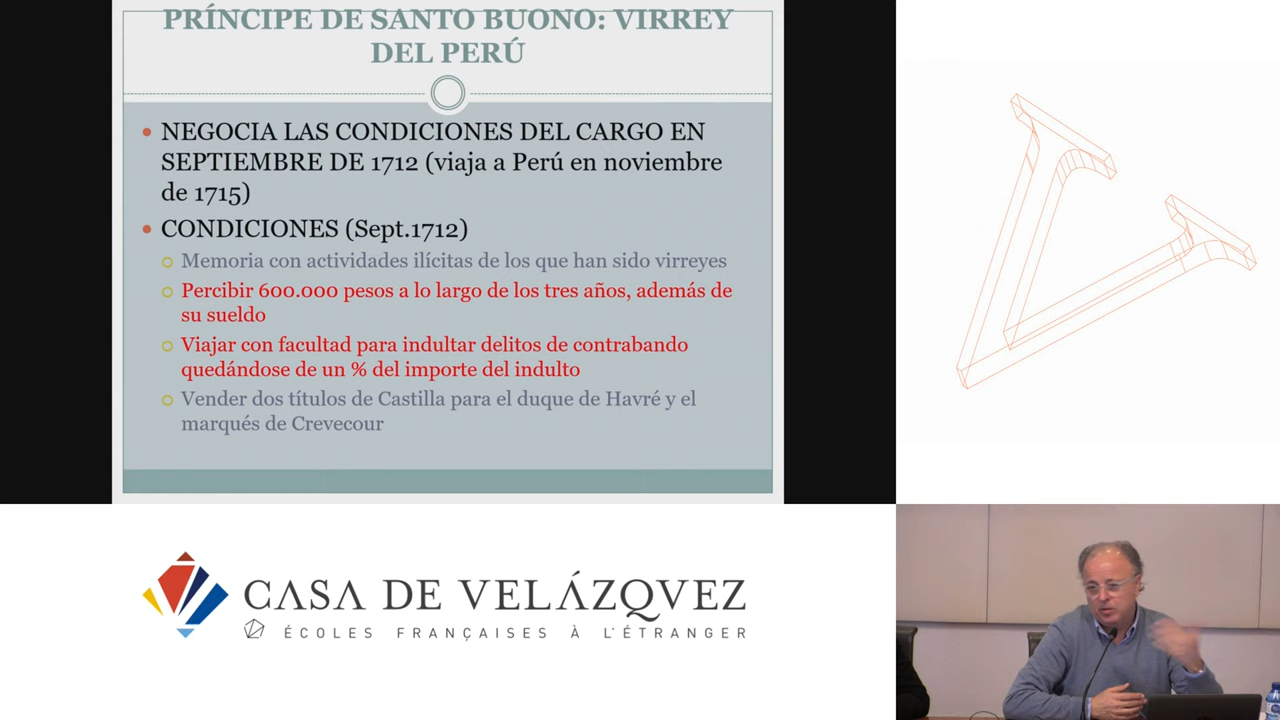 PRÍNCIPE DE SANTO BUONO: VIRREY
DEL PERÚ
• NEGOCIA LAS CONDICIONES DEL CARGO EN
SEPTIEMBRE DE 1712 (viaja a Perú en noviembre
de 1715)
• CONDICIONES (Sept.1712)
Memoria con actividades ilícitas de los que han sido virreyes
Percibir 600.000 pesos a lo largo de los tres años, además de
su sueldo
Viajar con facultad para indultar delitos de contrabando
quedándose de un % del importe del indulto
Vender dos títulos de Castilla para el duque de Havré y el
marqués de Crevecour
CASA DE VELÁZQVEZ
ÉCOLES FRANÇAISES À L'ÉTRANGER